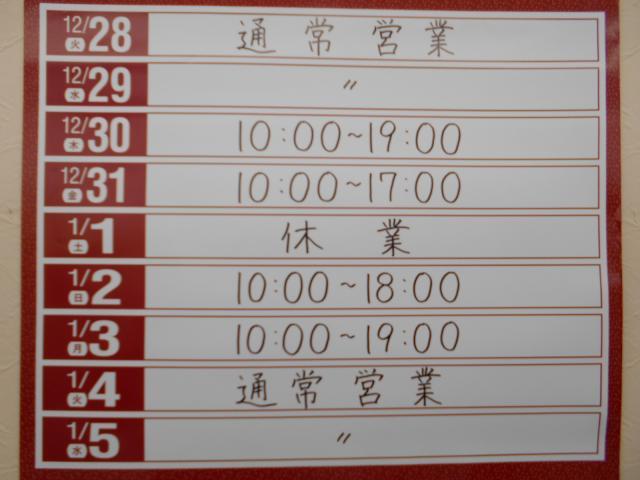 12/28 火 通常営業
12/29 水 〃
12/30 木 10:00~19:00
12/31 金 10:00~17:00
1/1 土 休業
1/2 日 10:00~18:00
1/3 月 10:00~19:00
1/4 火 通常営業
1/5 水 〃